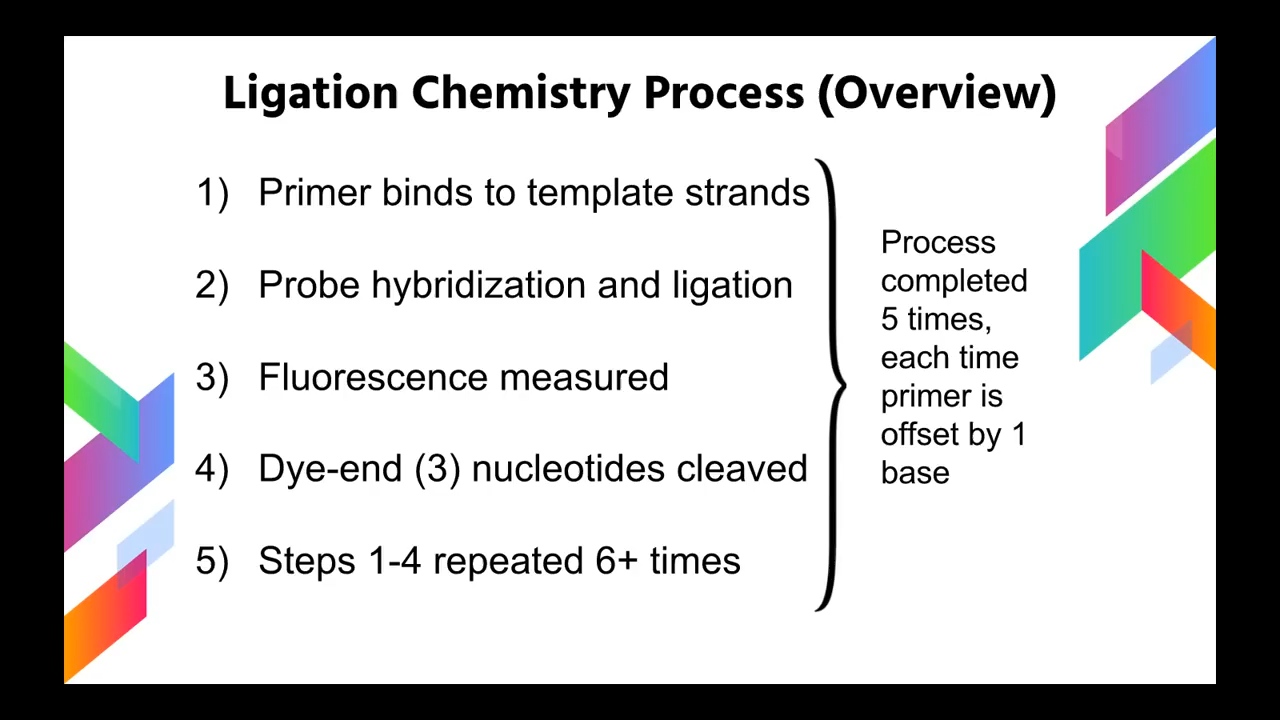 Ligation Chemistry Process (Overview)
1) Primer binds to template strands
2) Probe hybridization and ligation
3) Fluorescence measured
4) Dye-end (3) nucleotides cleaved
5) Steps 1-4 repeated 6+ times
Process
completed
5 times,
each time
primer is
offset by 1
base